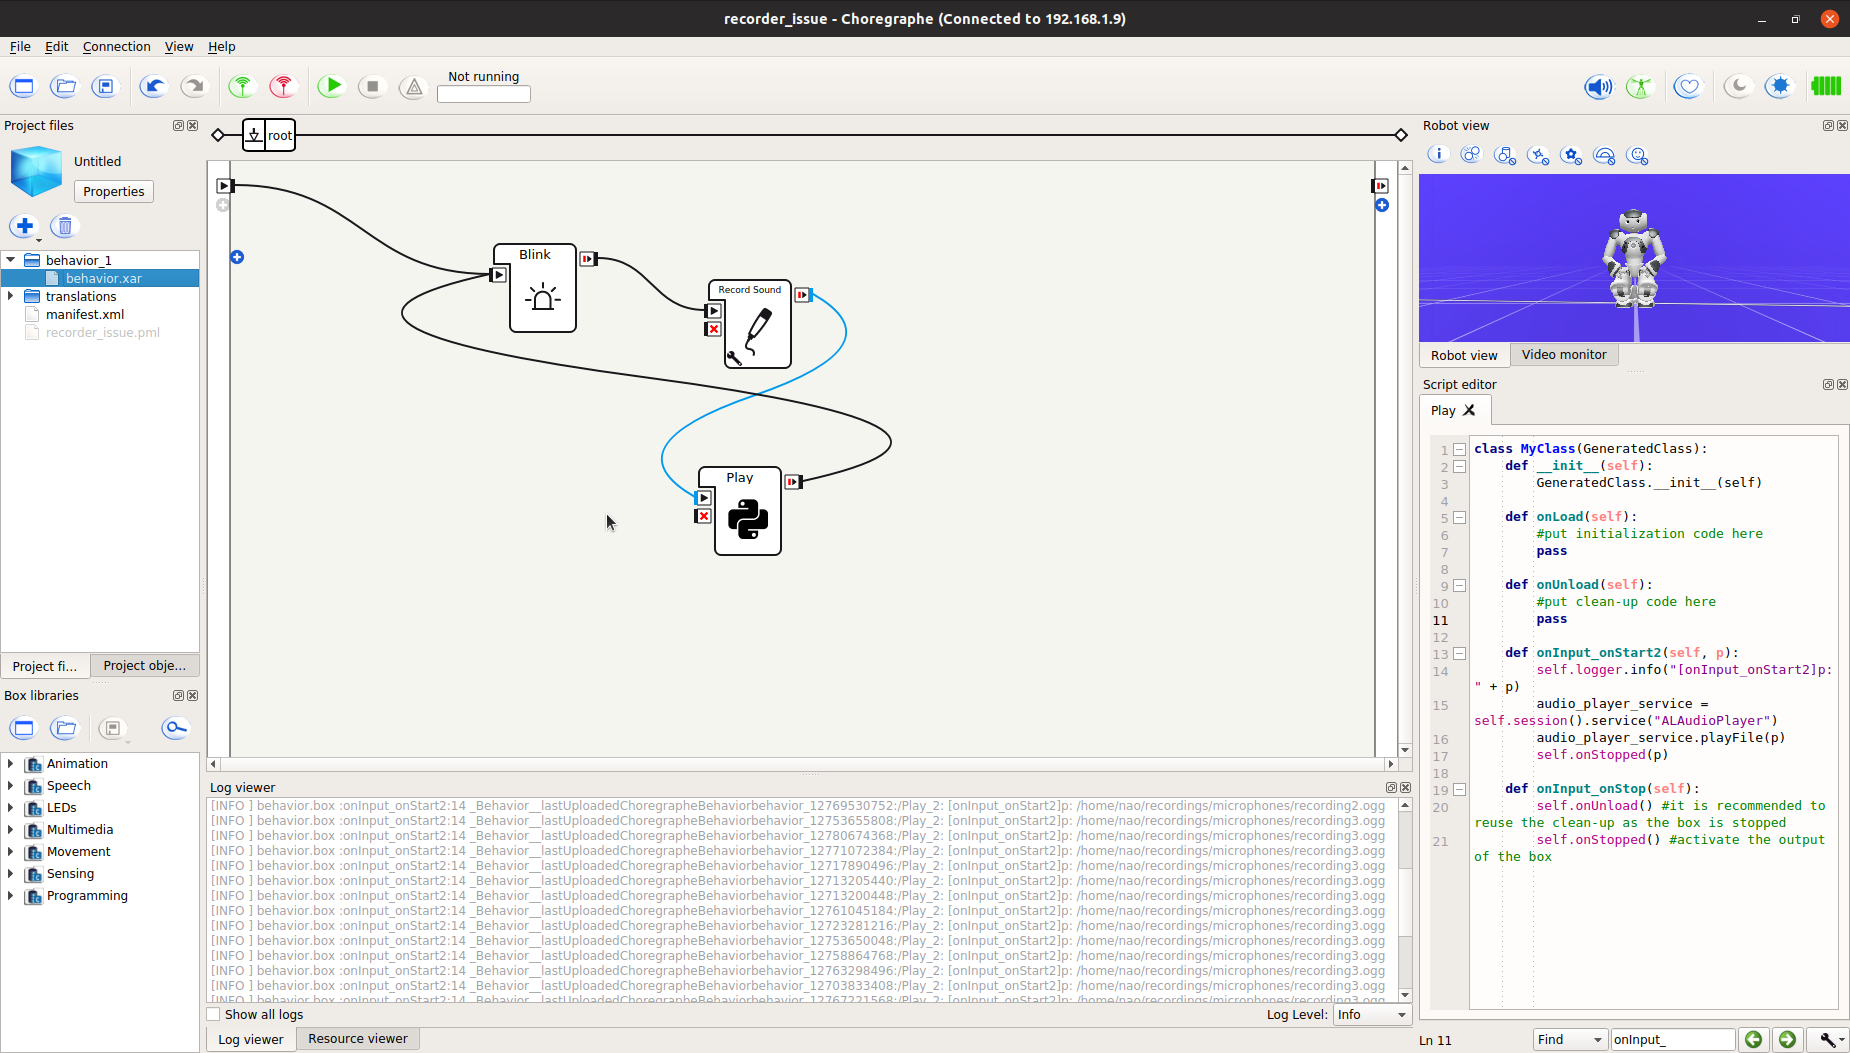 recorder_issue - Choregraphe (Connected to 192.168.1.9)
File Edit Connection View Help
Not running
Project files
Untitled
Properties
behavior_1
behavior.xar
translations
manifest.xml
recorder_issue.pml
Project fi...
Project obje...
Box libraries
Animation
Speech
LEDs
Multimedia
Movement
Sensing
Programming
root
Blink
Record Sound
Play
Log viewer
[INFO ] behavior.box :onInput_onStart2:14 _Behavior__lastUploadedChoregrapheBehaviorbehavior_12769530752:/Play_2: [onInput_onStart2]p: /home/nao/recordings/microphones/recording2.ogg
[INFO ] behavior.box :onInput_onStart2:14 _Behavior__lastUploadedChoregrapheBehaviorbehavior_12753655808:/Play_2: [onInput_onStart2]p: /home/nao/recordings/microphones/recording3.ogg
[INFO ] behavior.box :onInput_onStart2:14 _Behavior__lastUploadedChoregrapheBehaviorbehavior_12780674368:/Play_2: [onInput_onStart2]p: /home/nao/recordings/microphones/recording3.ogg
[INFO ] behavior.box :onInput_onStart2:14 _Behavior__lastUploadedChoregrapheBehaviorbehavior_12771072384:/Play_2: [onInput_onStart2]p: /home/nao/recordings/microphones/recording3.ogg
[INFO ] behavior.box :onInput_onStart2:14 _Behavior__lastUploadedChoregrapheBehaviorbehavior_12717890496:/Play_2: [onInput_onStart2]p: /home/nao/recordings/microphones/recording3.ogg
[INFO ] behavior.box :onInput_onStart2:14 _Behavior__lastUploadedChoregrapheBehaviorbehavior_12713205440:/Play_2: [onInput_onStart2]p: /home/nao/recordings/microphones/recording3.ogg
[INFO ] behavior.box :onInput_onStart2:14 _Behavior__lastUploadedChoregrapheBehaviorbehavior_12713200448:/Play_2: [onInput_onStart2]p: /home/nao/recordings/microphones/recording3.ogg
[INFO ] behavior.box :onInput_onStart2:14 _Behavior__lastUploadedChoregrapheBehaviorbehavior_12761045184:/Play_2: [onInput_onStart2]p: /home/nao/recordings/microphones/recording3.ogg
[INFO ] behavior.box :onInput_onStart2:14 _Behavior__lastUploadedChoregrapheBehaviorbehavior_12723281216:/Play_2: [onInput_onStart2]p: /home/nao/recordings/microphones/recording3.ogg
[INFO ] behavior.box :onInput_onStart2:14 _Behavior__lastUploadedChoregrapheBehaviorbehavior_12753650048:/Play_2: [onInput_onStart2]p: /home/nao/recordings/microphones/recording3.ogg
[INFO ] behavior.box :onInput_onStart2:14 _Behavior__lastUploadedChoregrapheBehaviorbehavior_12758864768:/Play_2: [onInput_onStart2]p: /home/nao/recordings/microphones/recording3.ogg
[INFO ] behavior.box :onInput_onStart2:14 _Behavior__lastUploadedChoregrapheBehaviorbehavior_12763298496:/Play_2: [onInput_onStart2]p: /home/nao/recordings/microphones/recording3.ogg
[INFO ] behavior.box :onInput_onStart2:14 _Behavior__lastUploadedChoregrapheBehaviorbehavior_12703833408:/Play_2: [onInput_onStart2]p: /home/nao/recordings/microphones/recording3.ogg
[INFO ] behavior.box :onInput_onStart2:14 _Behavior__lastUploadedChoregrapheBehaviorbehavior_12767221568:/Play_2: [onInput_onStart2]p: /home/nao/recordings/microphones/recording3.ogg
Show all logs
Log Level: Info
Log viewer
Resource viewer
Robot view
Robot view
Video monitor
Script editor
Play
1 class MyClass(GeneratedClass):
2 def __init__(self):
3 GeneratedClass.__init__(self)
4
5 def onLoad(self):
6 #put initialization code here
7 pass
8
9 def onUnload(self):
10 #put clean-up code here
11 pass
12
13 def onInput_onStart2(self, p):
14 self.logger.info("[onInput_onStart2]p:
" + p)
15 audio_player_service =
self.session().service("ALAudioPlayer")
16 audio_player_service.playFile(p)
17 self.onStopped(p)
18
19 def onInput_onStop(self):
20 self.onUnload() #it is recommended to
reuse the clean-up as the box is stopped
21 self.onStopped() #activate the output
of the box
Ln 11
Find
onInput_